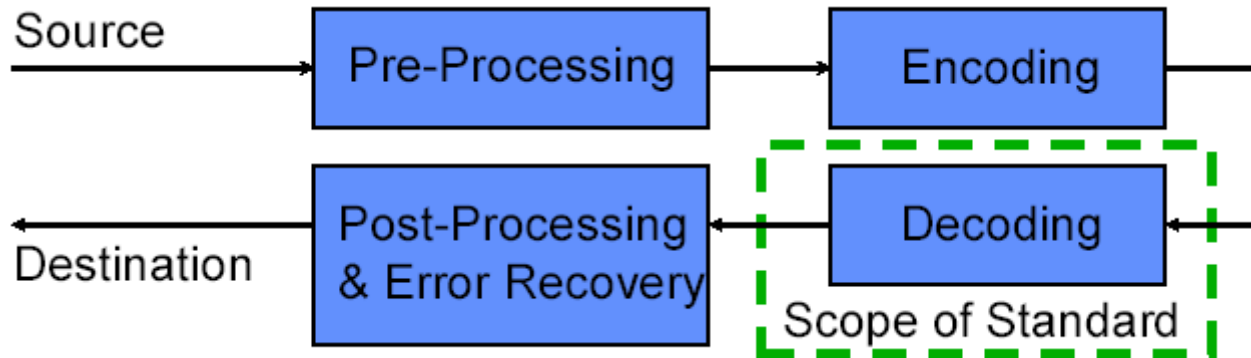 Source
Pre-Processing
Encoding
Post-Processing
& Error Recovery
Decoding
Destination
Scope of Standard